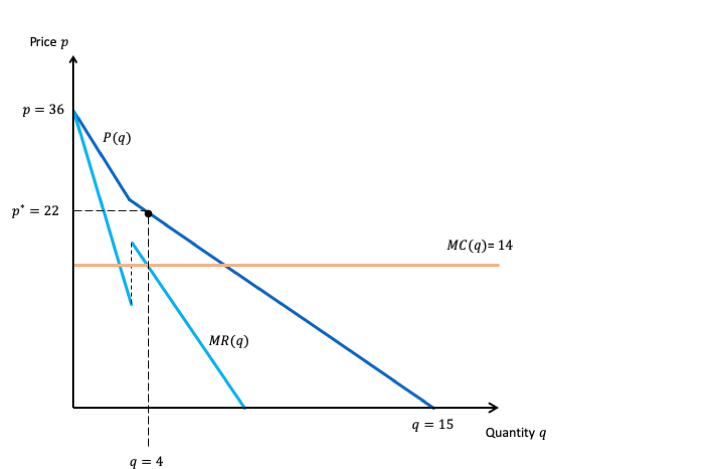 Price p
p = 36
P(q)
p* = 22
MC(q)= 14
MR(q)
q = 15
Quantity q
q = 4